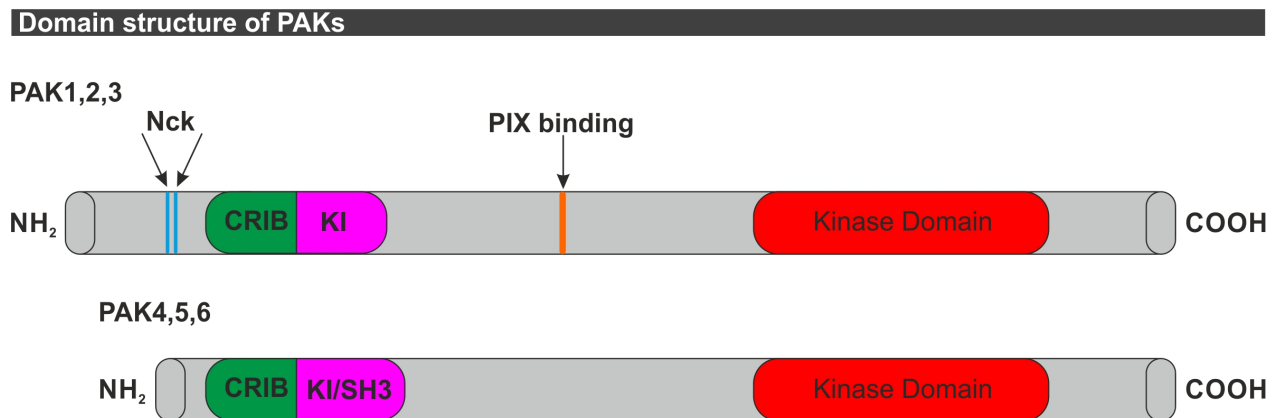 Domain structure of PAKs
PAK1,2,3
Nck
PIX binding
NH₂ CRIB KI Kinase Domain COOH
PAK4,5,6
NH₂ CRIB KI/SH3 Kinase Domain COOH